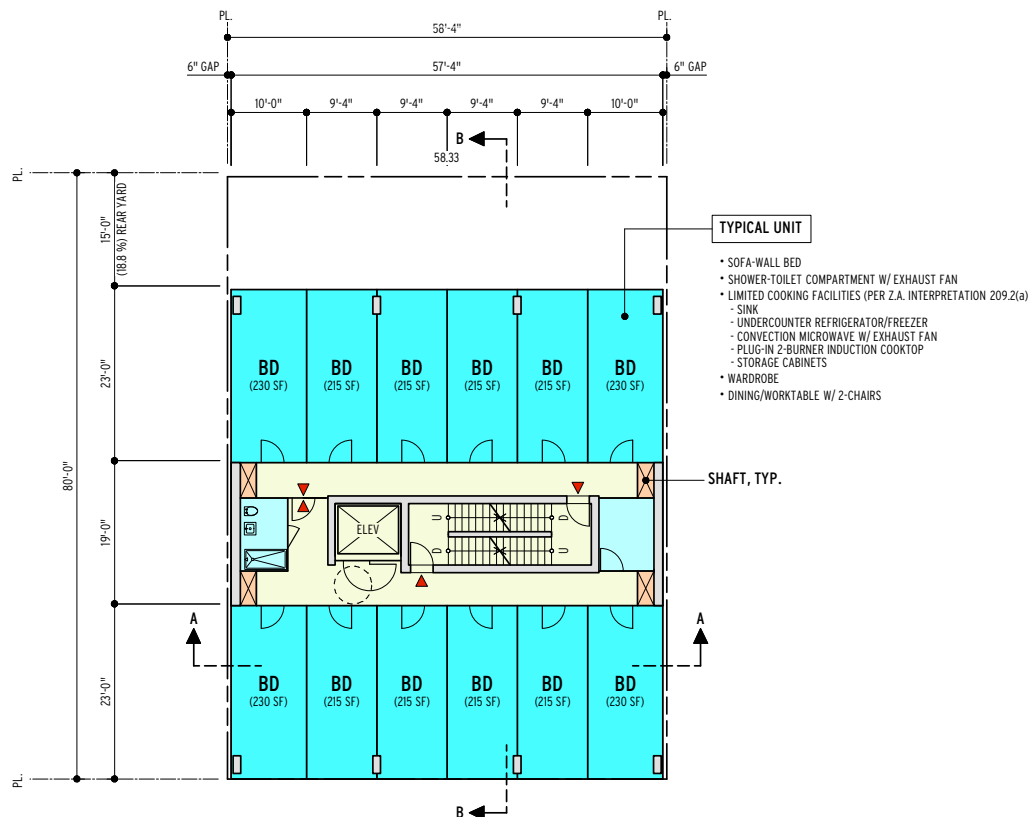 PL.
PL.
58'-4"
6" GAP
57'-4"
6" GAP
10'-0"
9'-4"
9'-4"
9'-4"
9'-4"
10'-0"
B
58.33
PL.
15'-0"
(18.8 %) REAR YARD
TYPICAL UNIT
• SOFA-WALL BED
• SHOWER-TOILET COMPARTMENT W/ EXHAUST FAN
• LIMITED COOKING FACILITIES (PER Z.A. INTERPRETATION 209.2(a)
- SINK
- UNDERCOUNTER REFRIGERATOR/FREEZER
- CONVECTION MICROWAVE W/ EXHAUST FAN
- PLUG-IN 2-BURNER INDUCTION COOKTOP
- STORAGE CABINETS
• WARDROBE
• DINING/WORKTABLE W/ 2-CHAIRS
23'-0"
BD
(230 SF)
BD
(215 SF)
BD
(215 SF)
BD
(215 SF)
BD
(215 SF)
BD
(230 SF)
80'-0"
SHAFT, TYP.
19'-0"
ELEV
U
D
D
U
A
A
23'-0"
BD
(230 SF)
BD
(215 SF)
BD
(215 SF)
BD
(215 SF)
BD
(215 SF)
BD
(230 SF)
PL.
B